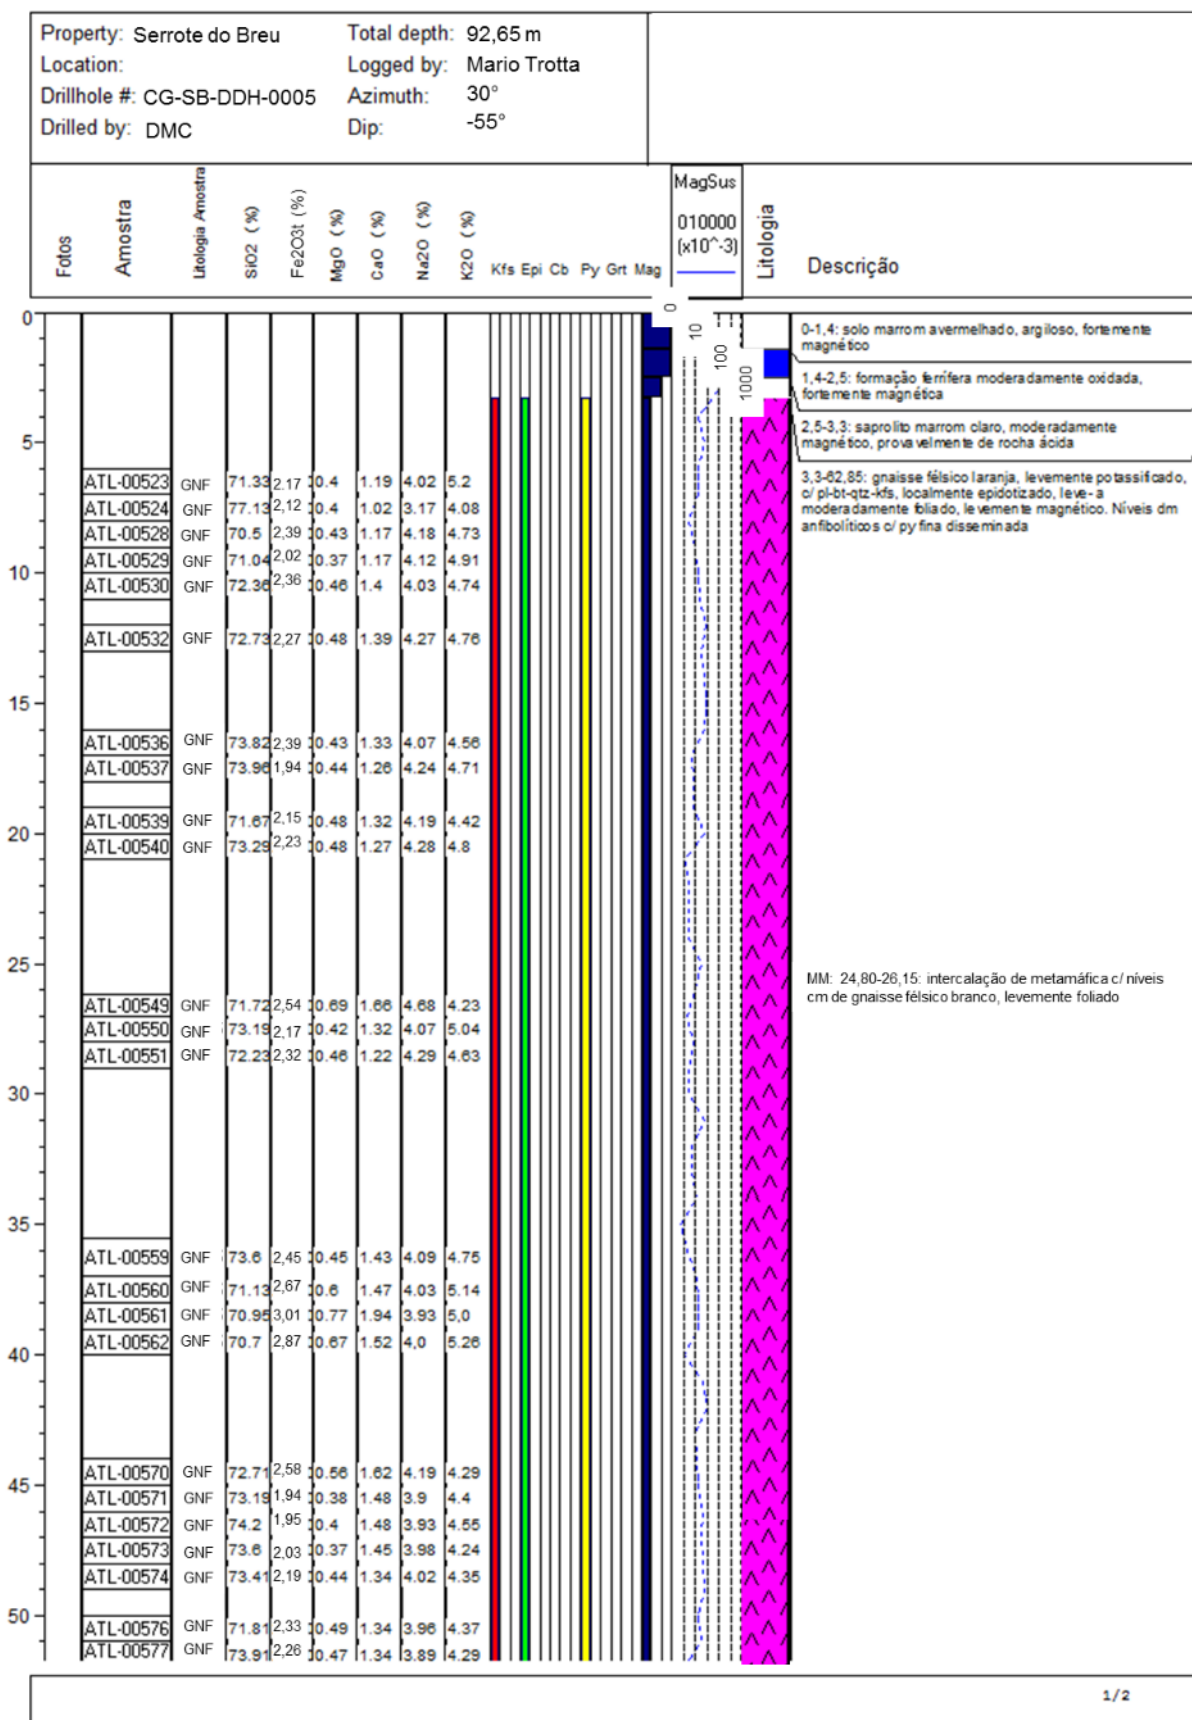 Property: Serrote do Breu Total depth: 92,65 m
Location: Logged by: Mario Trotta
Drillhole #: CG-SB-DDH-0005 Azimuth: 30°
Drilled by: DMC Dip: -55°
Fotos Amostra Litologia Amostra SiO2 (%) Fe2O3t (%) MgO (%) CaO (%) Na2O (%) K2O (%) Kfs Epi Cb Py Grt Mag
MagSus
010000
(x10^-3)
Litologia Descrição
0 10 100 1000
0
0-1,4: solo marrom avermelhado, argiloso, fortemente
magnético
1,4-2,5: formação ferrífera moderadamente oxidada,
fortemente magnética
2,5-3,3: saprolito marrom claro, moderadamente
magnético, provavelmente de rocha ácida
3,3-62,85: gnaisse félsico laranja, levemente potassificado,
c/ pl-bt-qtz-kfs, localmente epidotizado, leve- a
moderadamente foliado, levemente magnético. Níveis dm
anfibolíticos c/ py fina disseminada
5
ATL-00523 GNF 71.33 2.17 0.4 1.19 4.02 5.2
ATL-00524 GNF 77.13 2,12 0.4 1.02 3.17 4.08
ATL-00528 GNF 70.5 2,39 0.43 1.17 4.18 4.73
ATL-00529 GNF 71.04 2,02 0.37 1.17 4.12 4.91
10
ATL-00530 GNF 72.36 2,36 0.46 1.4 4.03 4.74
ATL-00532 GNF 72.73 2,27 0.48 1.39 4.27 4.76
15
ATL-00536 GNF 73.82 2,39 0.43 1.33 4.07 4.56
ATL-00537 GNF 73.96 1,94 0.44 1.26 4.24 4.71
ATL-00539 GNF 71.67 2,15 0.48 1.32 4.19 4.42
20
ATL-00540 GNF 73.29 2,23 0.48 1.27 4.28 4.8
25
MM: 24,80-26,15: intercalação de metamáfica c/ níveis
cm de gnaisse félsico branco, levemente foliado
ATL-00549 GNF 71.72 2,54 0.69 1.66 4.68 4.23
ATL-00550 GNF 73.19 2,17 0.42 1.32 4.07 5.04
ATL-00551 GNF 72.23 2,32 0.46 1.22 4.29 4.63
30
35
ATL-00559 GNF 73.6 2,45 0.45 1.43 4.09 4.75
ATL-00560 GNF 71.13 2,67 0.6 1.47 4.03 5.14
ATL-00561 GNF 70.95 3,01 0.77 1.94 3.93 5,0
ATL-00562 GNF 70.7 2,87 0.67 1.52 4,0 5.26
40
ATL-00570 GNF 72.71 2,58 0.56 1.62 4.19 4.29
45
ATL-00571 GNF 73.19 1,94 0.38 1.48 3.9 4.4
ATL-00572 GNF 74.2 1,95 0.4 1.48 3.93 4.55
ATL-00573 GNF 73.6 2,03 0.37 1.45 3.98 4.24
ATL-00574 GNF 73.41 2,19 0.44 1.34 4.02 4.35
50
ATL-00576 GNF 71.81 2,33 0.49 1.34 3.96 4.37
ATL-00577 GNF 73.91 2,26 0.47 1.34 3.89 4.29
1/2